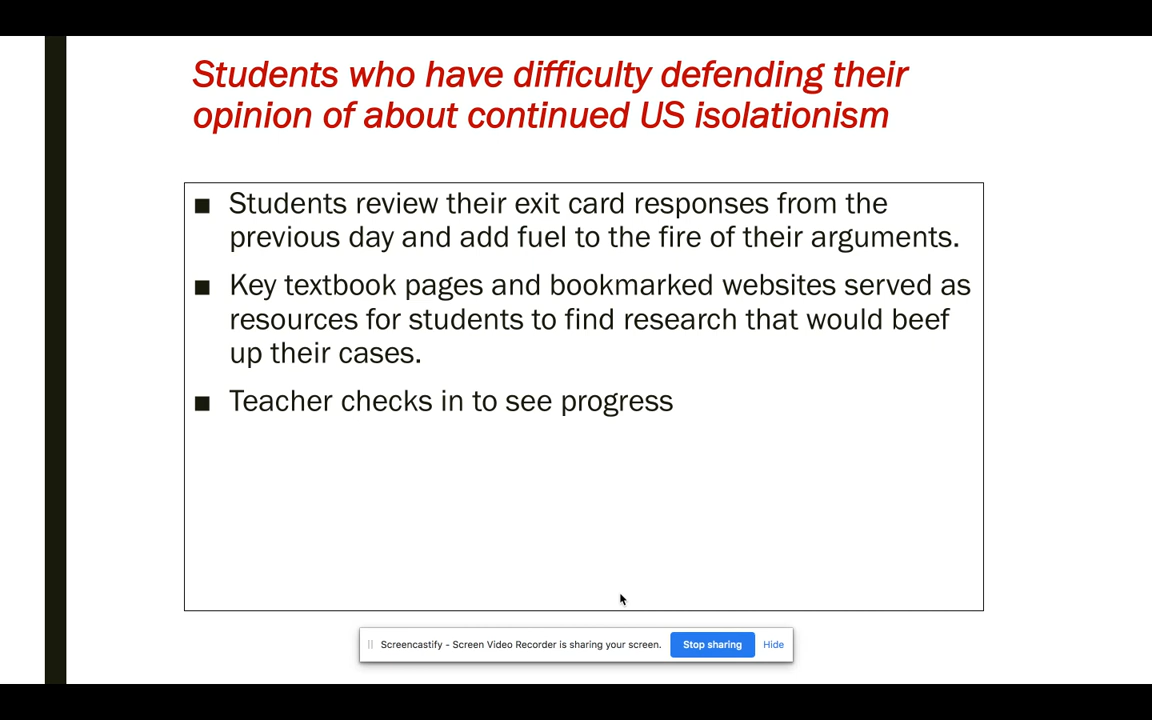 Students who have difficulty defending their
opinion of about continued US isolationism
■ Students review their exit card responses from the
previous day and add fuel to the fire of their arguments.
■ Key textbook pages and bookmarked websites served as
resources for students to find research that would beef
up their cases.
■ Teacher checks in to see progress
Screencastify - Screen Video Recorder is sharing your screen. Stop sharing Hide